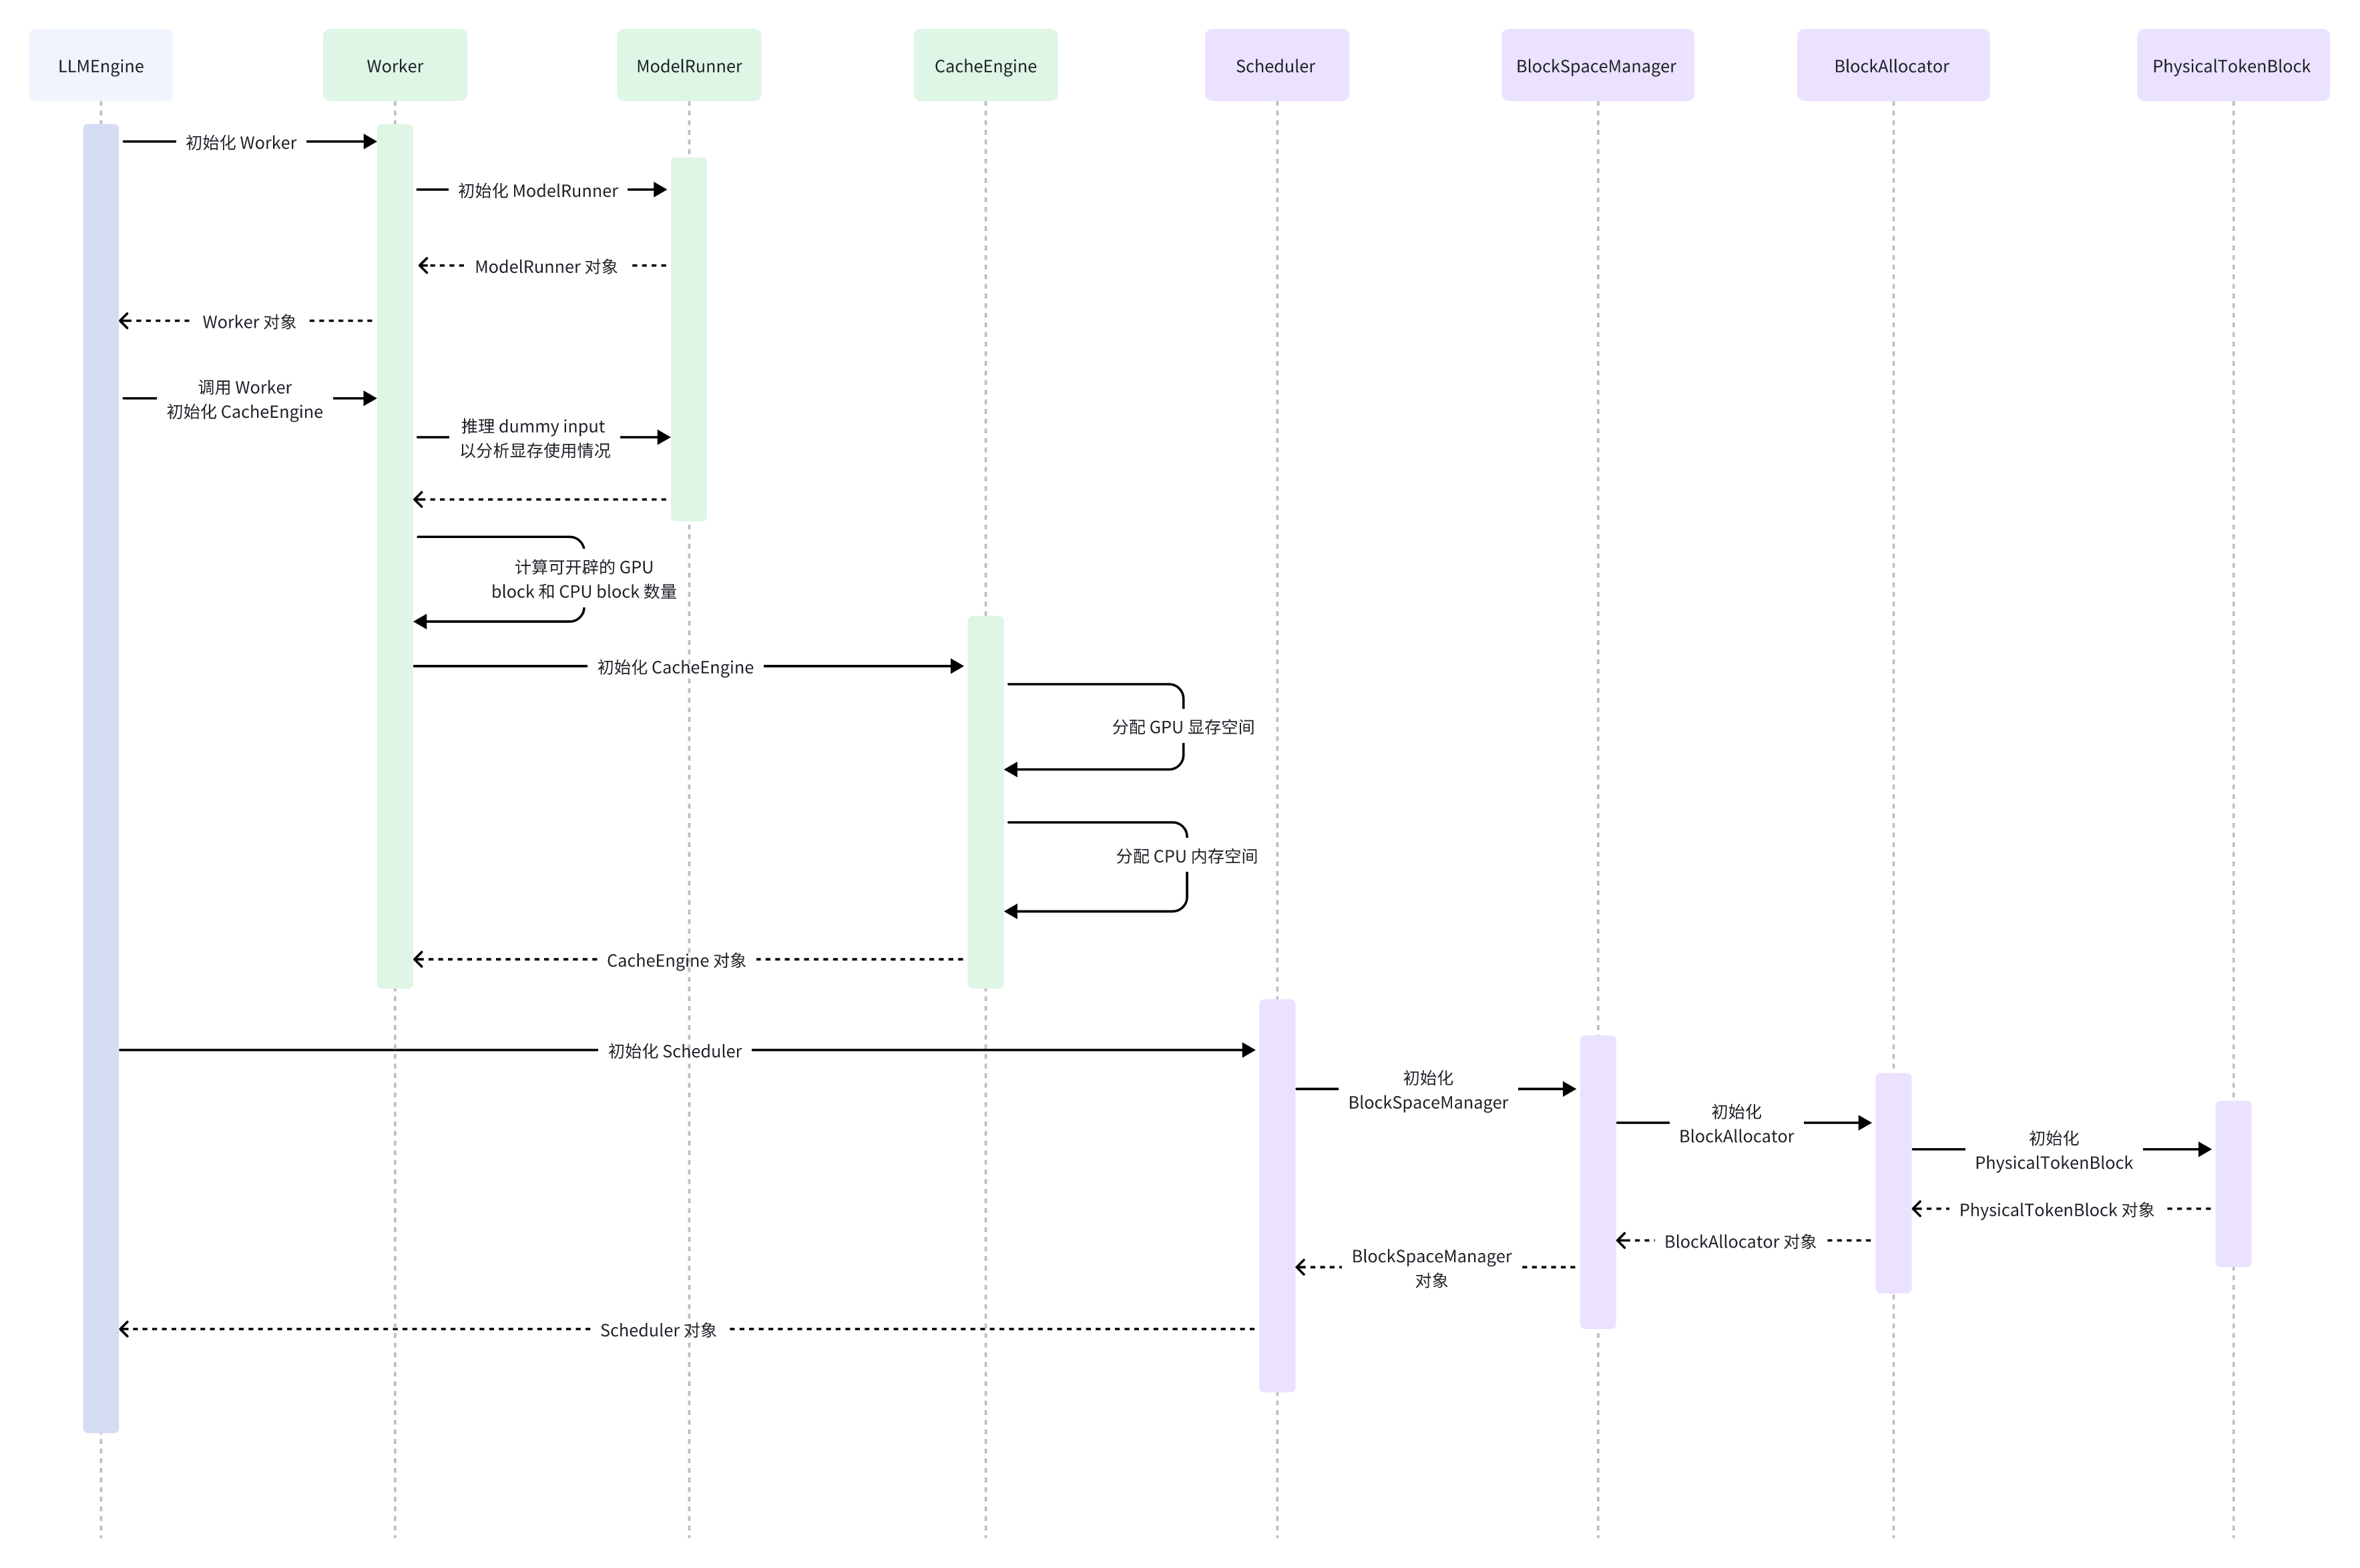 LLMEngine
Worker
ModelRunner
CacheEngine
Scheduler
BlockSpaceManager
BlockAllocator
PhysicalTokenBlock
初始化 Worker
初始化 ModelRunner
ModelRunner 对象
Worker 对象
调用 Worker
初始化 CacheEngine
推理 dummy input
以分析显存使用情况
计算可开辟的 GPU
block 和 CPU block 数量
初始化 CacheEngine
分配 GPU 显存空间
分配 CPU 内存空间
CacheEngine 对象
初始化 Scheduler
初始化
BlockSpaceManager
初始化
BlockAllocator
初始化
PhysicalTokenBlock
PhysicalTokenBlock 对象
BlockAllocator 对象
BlockSpaceManager
对象
Scheduler 对象